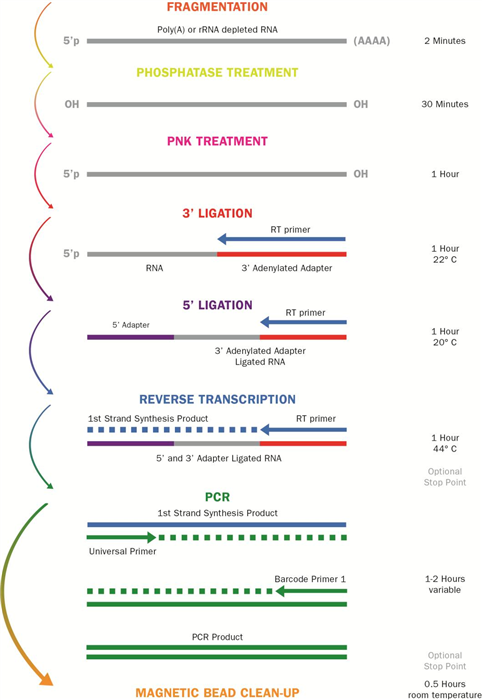 FRAGMENTATION
Poly(A) or rRNA depleted RNA
5'p
(AAAA)
2 Minutes
PHOSPHATASE TREATMENT
OH
OH
30 Minutes
PNK TREATMENT
5'p
OH
1 Hour
3' LIGATION
RT primer
5'p
RNA
3' Adenylated Adapter
1 Hour
22° C
5' LIGATION
5' Adapter
RT primer
3' Adenylated Adapter
Ligated RNA
1 Hour
20° C
REVERSE TRANSCRIPTION
1st Strand Synthesis Product
RT primer
5' and 3' Adapter Ligated RNA
1 Hour
44° C
Optional
Stop Point
PCR
1st Strand Synthesis Product
Universal Primer
Barcode Primer 1
1-2 Hours
variable
PCR Product
Optional
Stop Point
MAGNETIC BEAD CLEAN-UP
0.5 Hours
room temperature